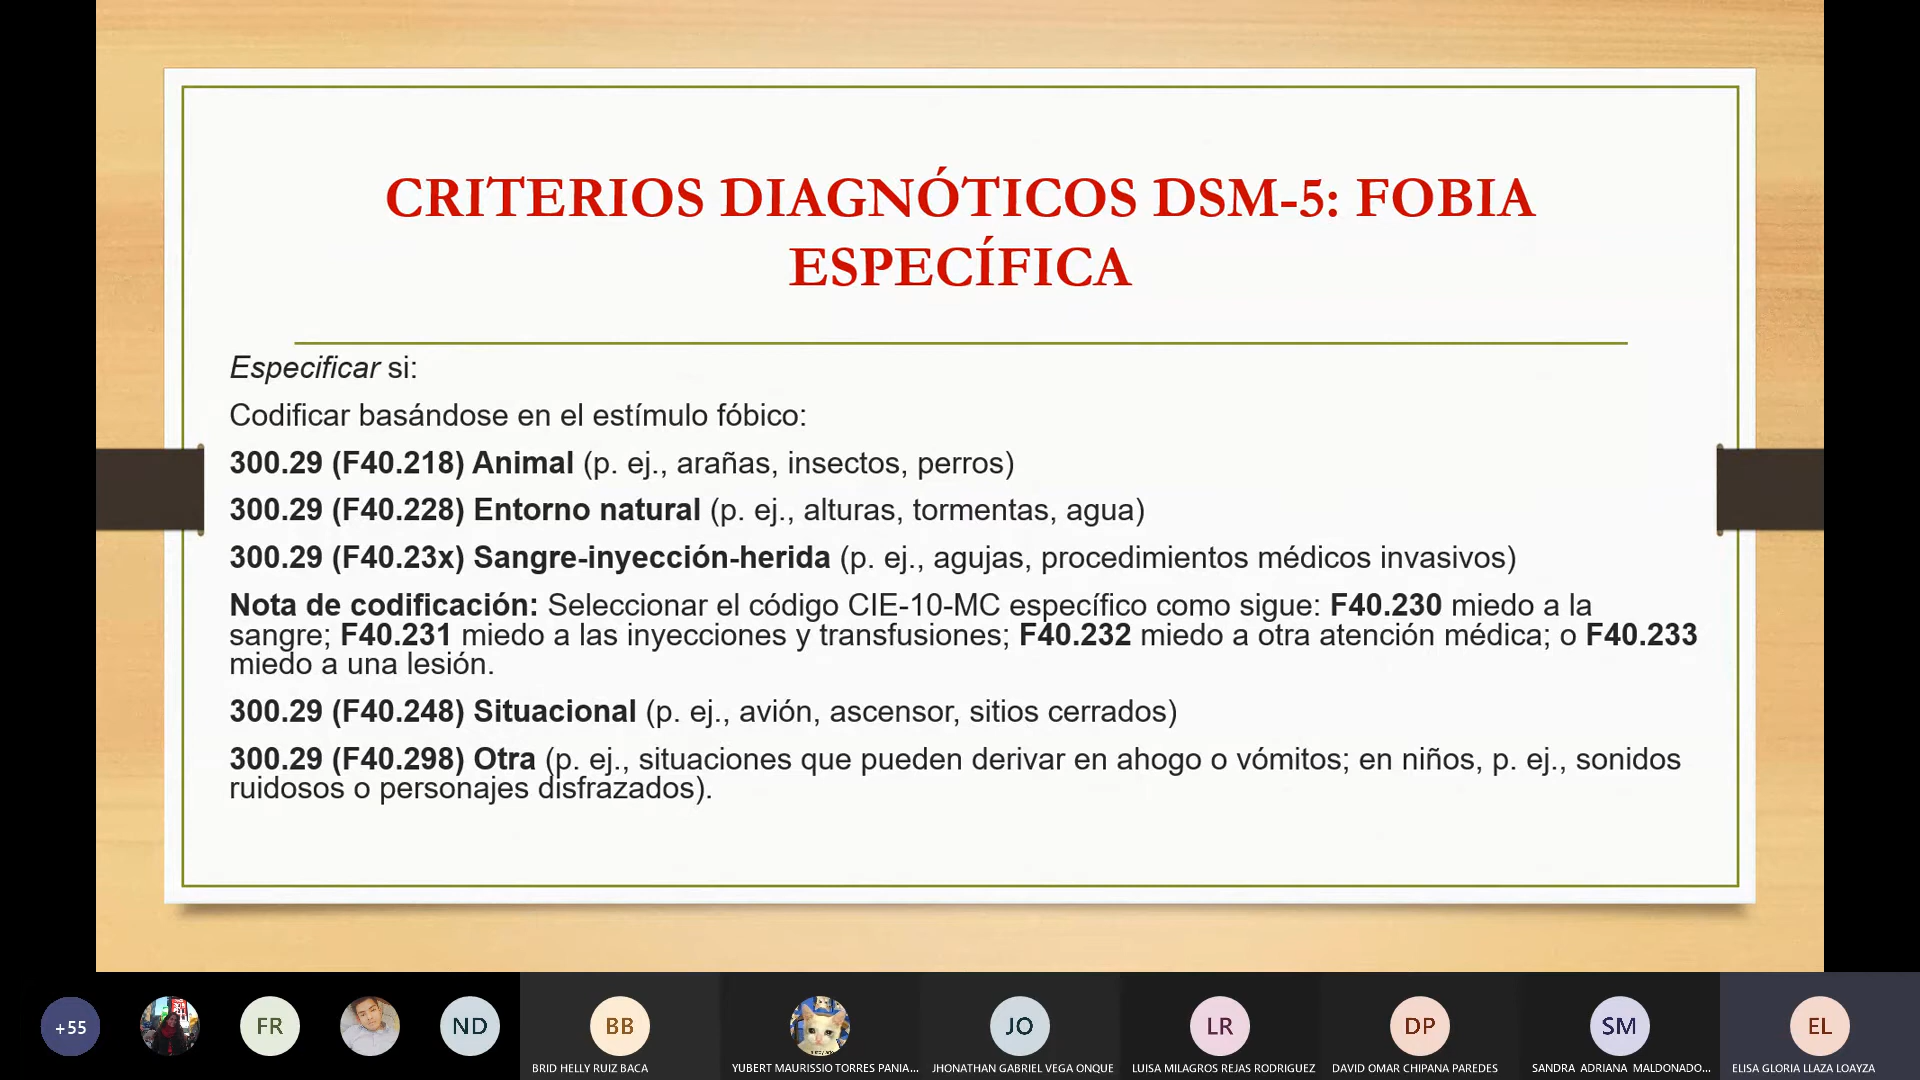 CRITERIOS DIAGNÓTICOS DSM-5: FOBIA
ESPECÍFICA
Especificar si:
Codificar basándose en el estímulo fóbico:
300.29 (F40.218) Animal (p. ej., arañas, insectos, perros)
300.29 (F40.228) Entorno natural (p. ej., alturas, tormentas, agua)
300.29 (F40.23x) Sangre-inyección-herida (p. ej., agujas, procedimientos médicos invasivos)
Nota de codificación: Seleccionar el código CIE-10-MC específico como sigue: F40.230 miedo a la
sangre; F40.231 miedo a las inyecciones y transfusiones; F40.232 miedo a otra atención médica; o F40.233
miedo a una lesión.
300.29 (F40.248) Situacional (p. ej., avión, ascensor, sitios cerrados)
300.29 (F40.298) Otra (p. ej., situaciones que pueden derivar en ahogo o vómitos; en niños, p. ej., sonidos
ruidosos o personajes disfrazados).
+55
FR
ND
BB
JO
LR
DP
SM
EL
BRID HELLY RUIZ BACA
YUBERT MAURISSIO TORRES PANIA...
JHONATHAN GABRIEL VEGA ONQUE
LUISA MILAGROS REJAS RODRIGUEZ
DAVID OMAR CHIPANA PAREDES
SANDRA ADRIANA MALDONADO...
ELISA GLORIA LLAZA LOAYZA